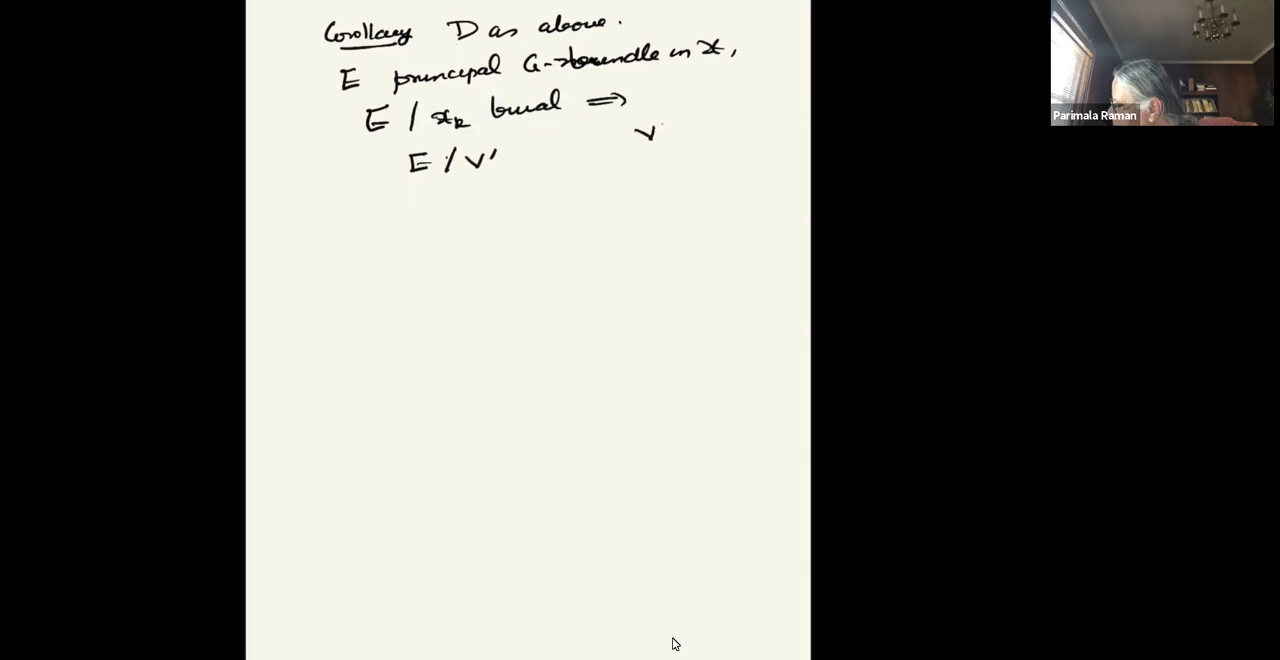 Corollary D as above.
E principal G-bundle on X,
E / X_K trivial ⇒
V
E / V'
Parimala Raman